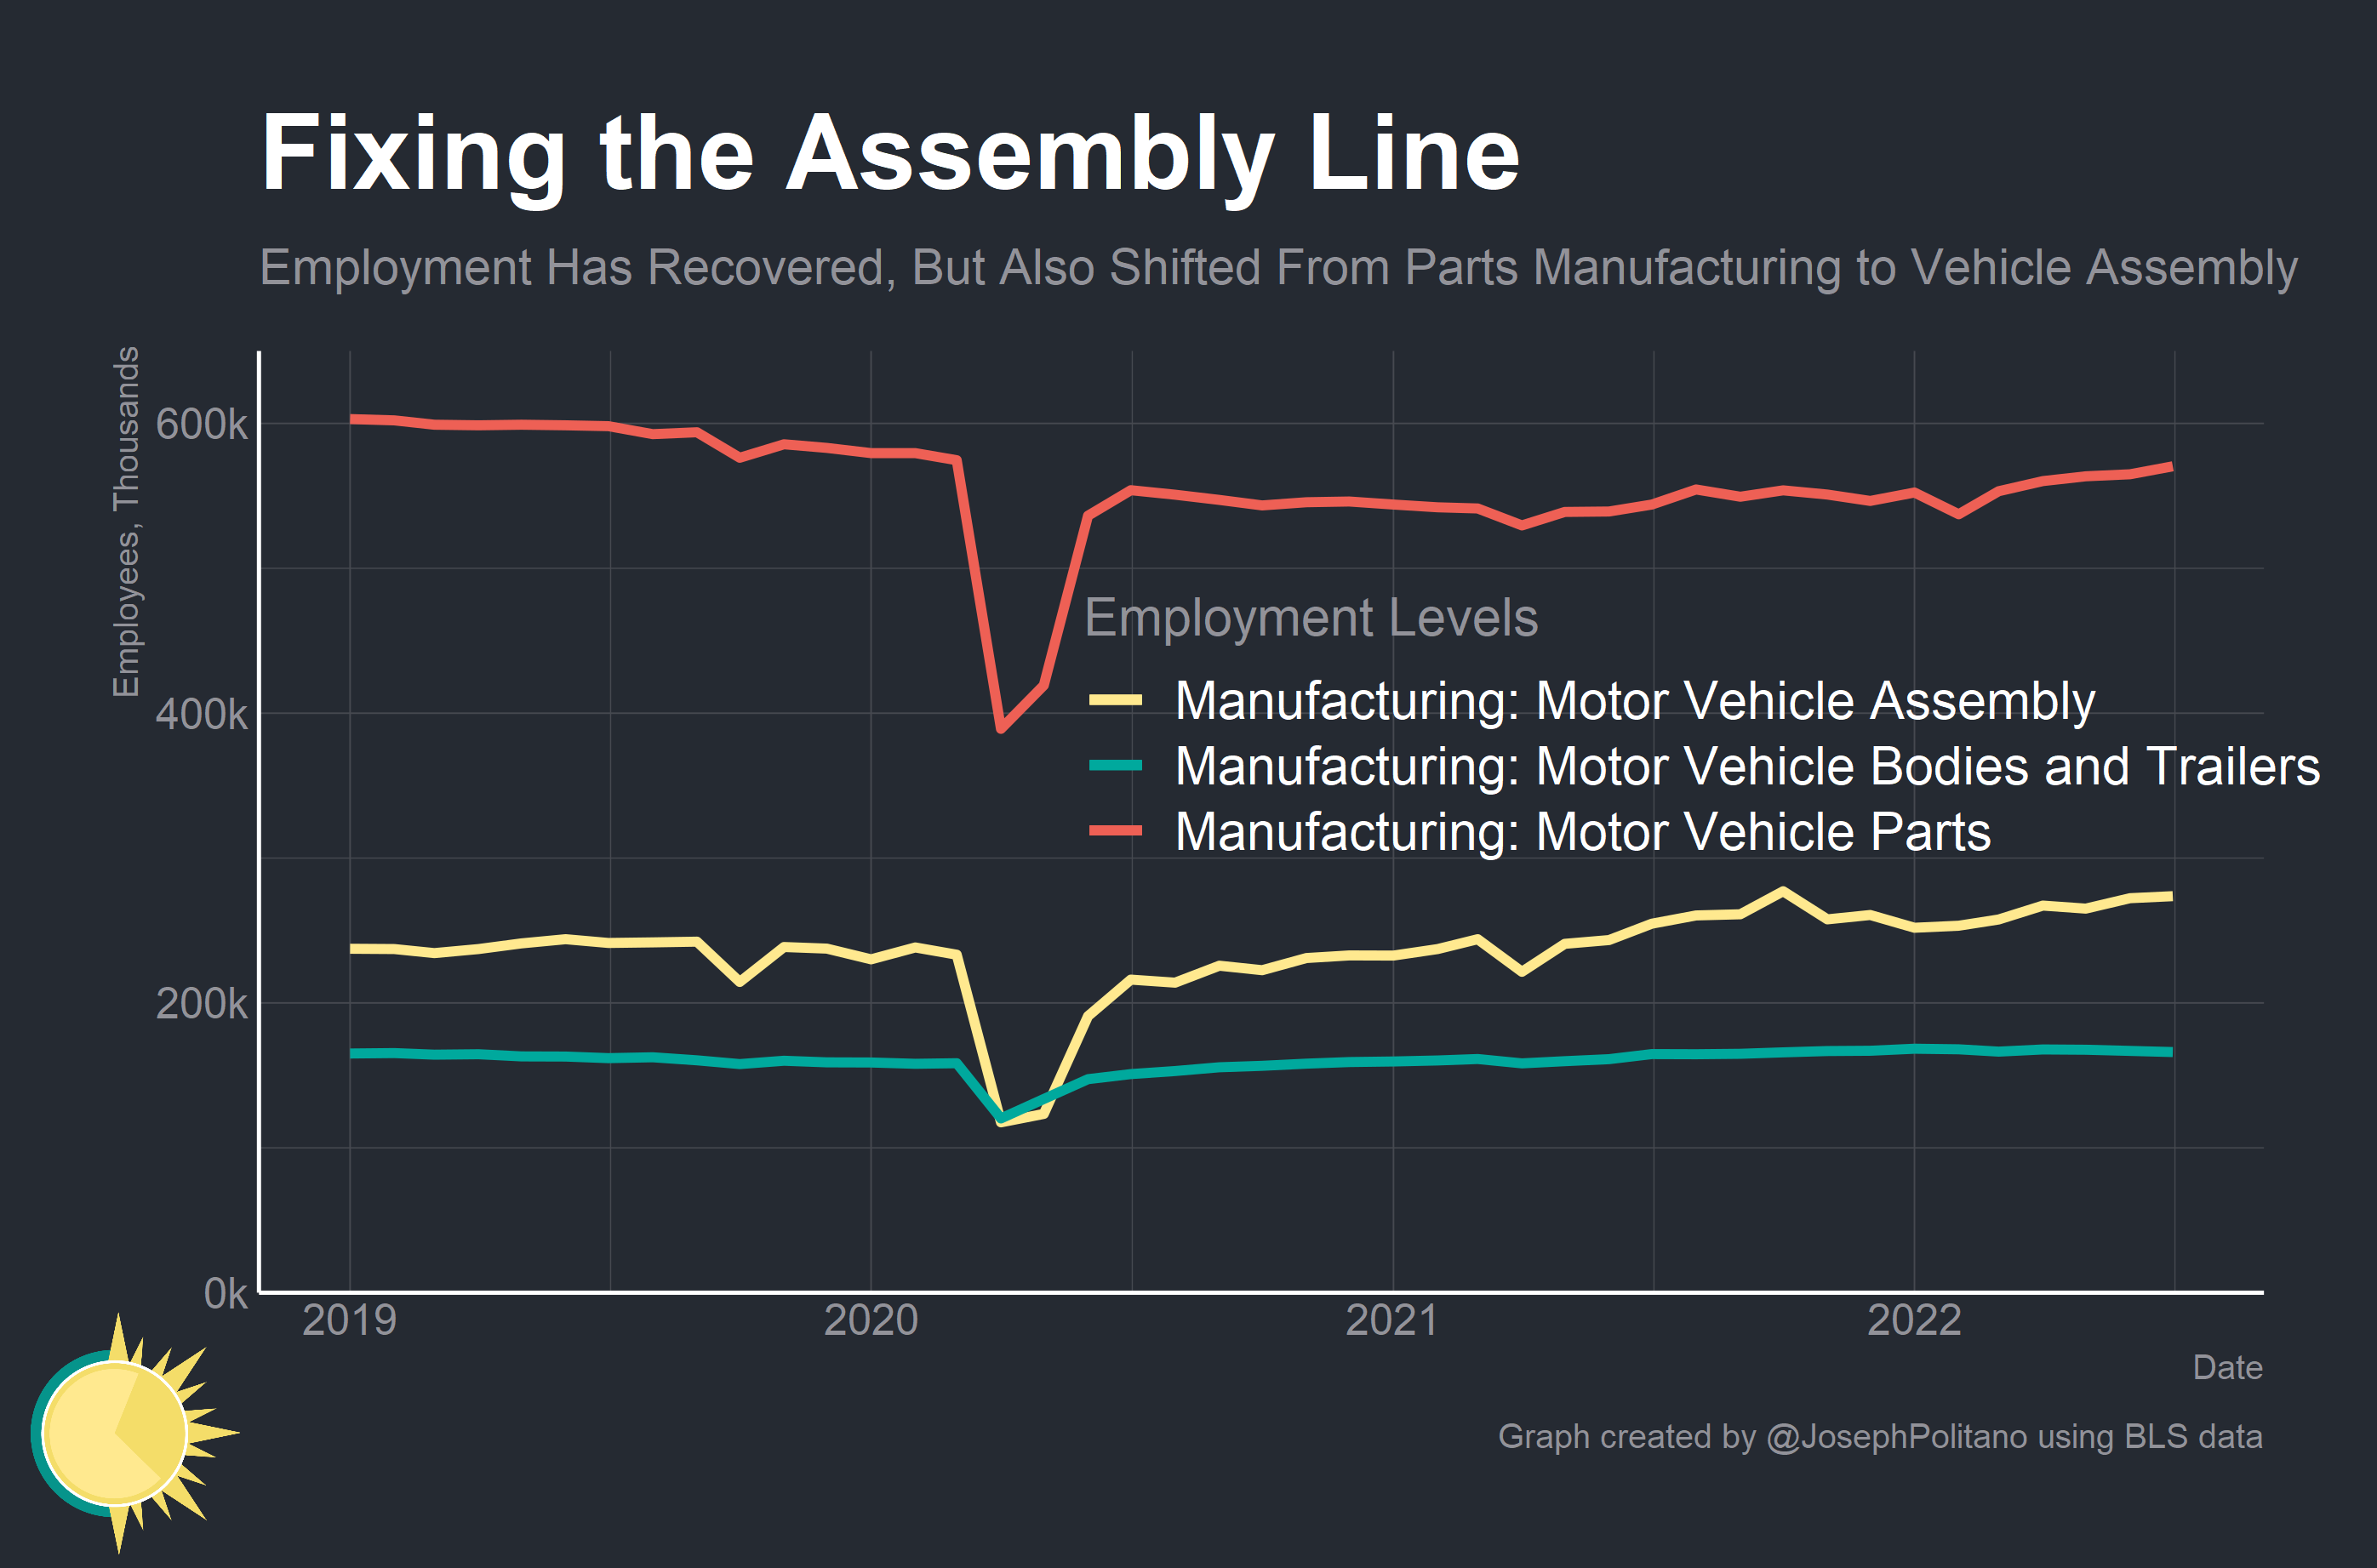 Fixing the Assembly Line
Employment Has Recovered, But Also Shifted From Parts Manufacturing to Vehicle Assembly
Employees, Thousands
600k
400k
200k
0k
Employment Levels
Manufacturing: Motor Vehicle Assembly
Manufacturing: Motor Vehicle Bodies and Trailers
Manufacturing: Motor Vehicle Parts
2019 2020 2021 2022
Date
Graph created by @JosephPolitano using BLS data